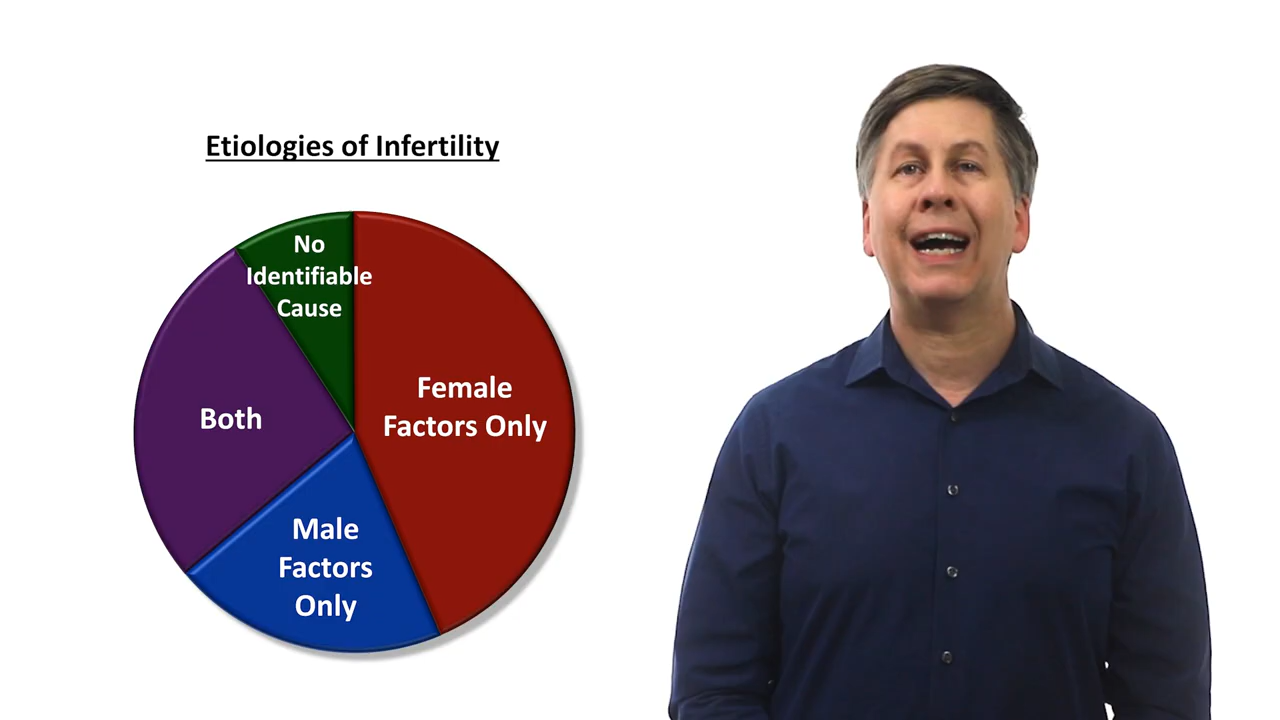 Etiologies of Infertility
No
Identifiable
Cause
Female
Factors Only
Both
Male
Factors
Only